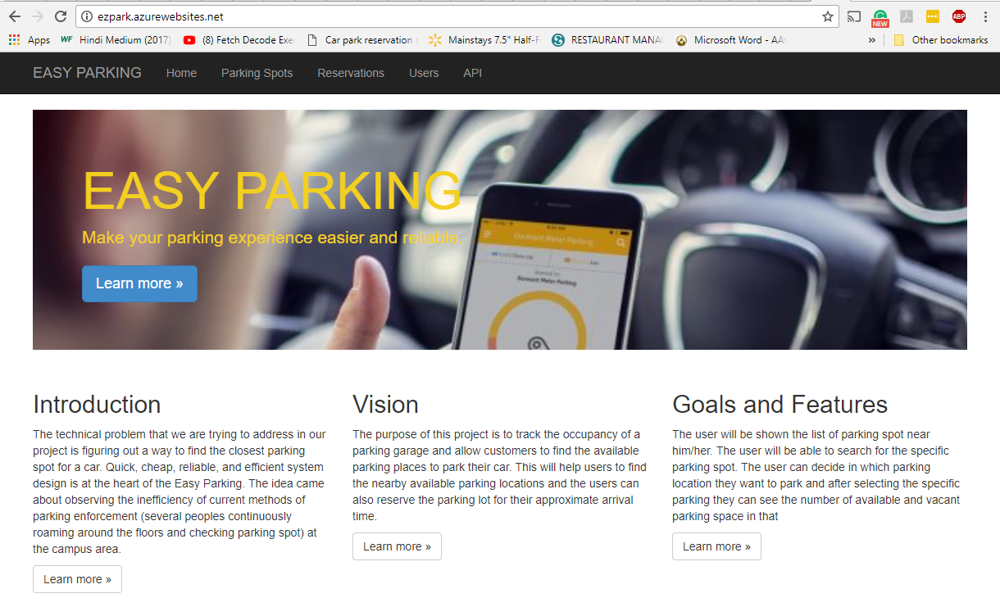 ezpark.azurewebsites.net
Apps WF Hindi Medium (2017) (8) Fetch Decode Exe Car park reservation s Mainstays 7.5" Half-F RESTAURANT MANA Microsoft Word - AA » Other bookmarks
NEW
ABP
EASY PARKING Home Parking Spots Reservations Users API
EASY PARKING
Make your parking experience easier and reliable.
Learn more »
Introduction
The technical problem that we are trying to address in our
project is figuring out a way to find the closest parking
spot for a car. Quick, cheap, reliable, and efficient system
design is at the heart of the Easy Parking. The idea came
about observing the inefficiency of current methods of
parking enforcement (several peoples continuously
roaming around the floors and checking parking spot) at
the campus area.
Learn more »
Vision
The purpose of this project is to track the occupancy of a
parking garage and allow customers to find the available
parking places to park their car. This will help users to find
the nearby available parking locations and the users can
also reserve the parking lot for their approximate arrival
time.
Learn more »
Goals and Features
The user will be shown the list of parking spot near
him/her. The user will be able to search for the specific
parking spot. The user can decide in which parking
location they want to park and after selecting the specific
parking they can see the number of available and vacant
parking space in that
Learn more »